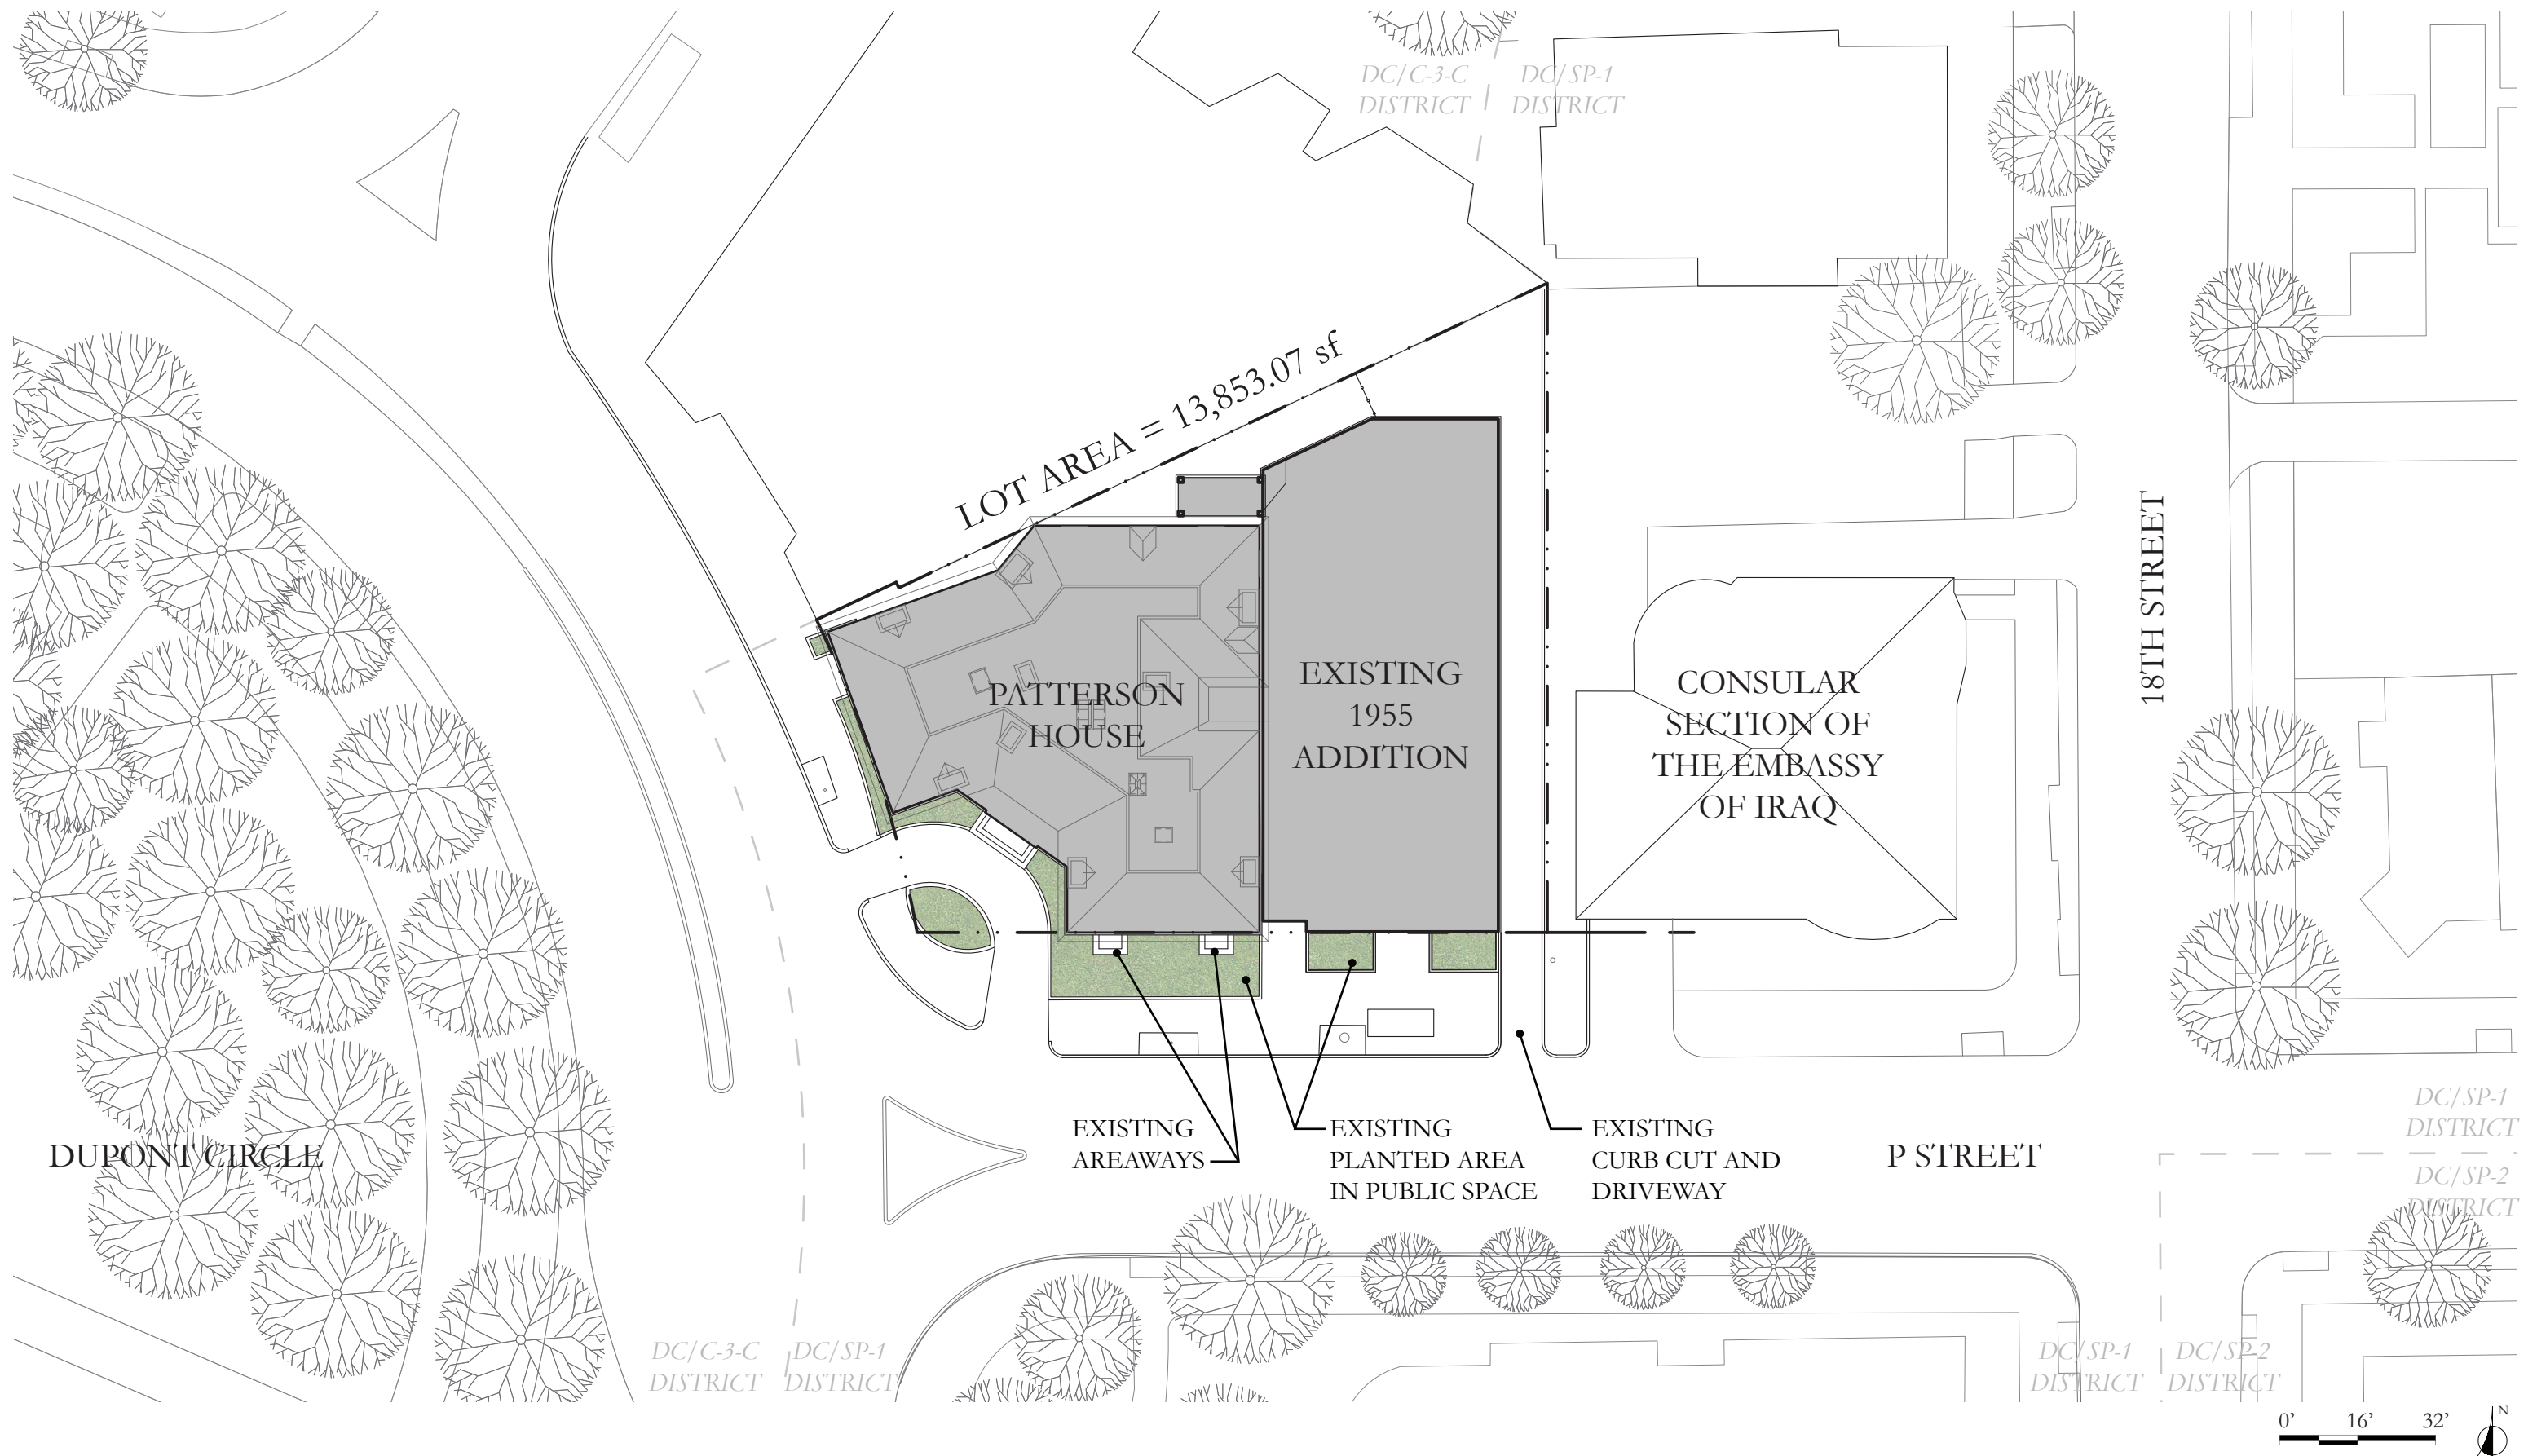 DC/C-3-C
DISTRICT
DC/SP-1
DISTRICT
LOT AREA = 13,853.07 sf
18TH STREET
PATTERSON
HOUSE
EXISTING
1955
ADDITION
CONSULAR
SECTION OF
THE EMBASSY
OF IRAQ
DUPONT CIRCLE
EXISTING
AREAWAYS
EXISTING
PLANTED AREA
IN PUBLIC SPACE
EXISTING
CURB CUT AND
DRIVEWAY
P STREET
DC/SP-1
DISTRICT
DC/SP-2
DISTRICT
DC/C-3-C
DISTRICT
DC/SP-1
DISTRICT
DC/SP-1
DISTRICT
DC/SP-2
DISTRICT
0' 16' 32'
N